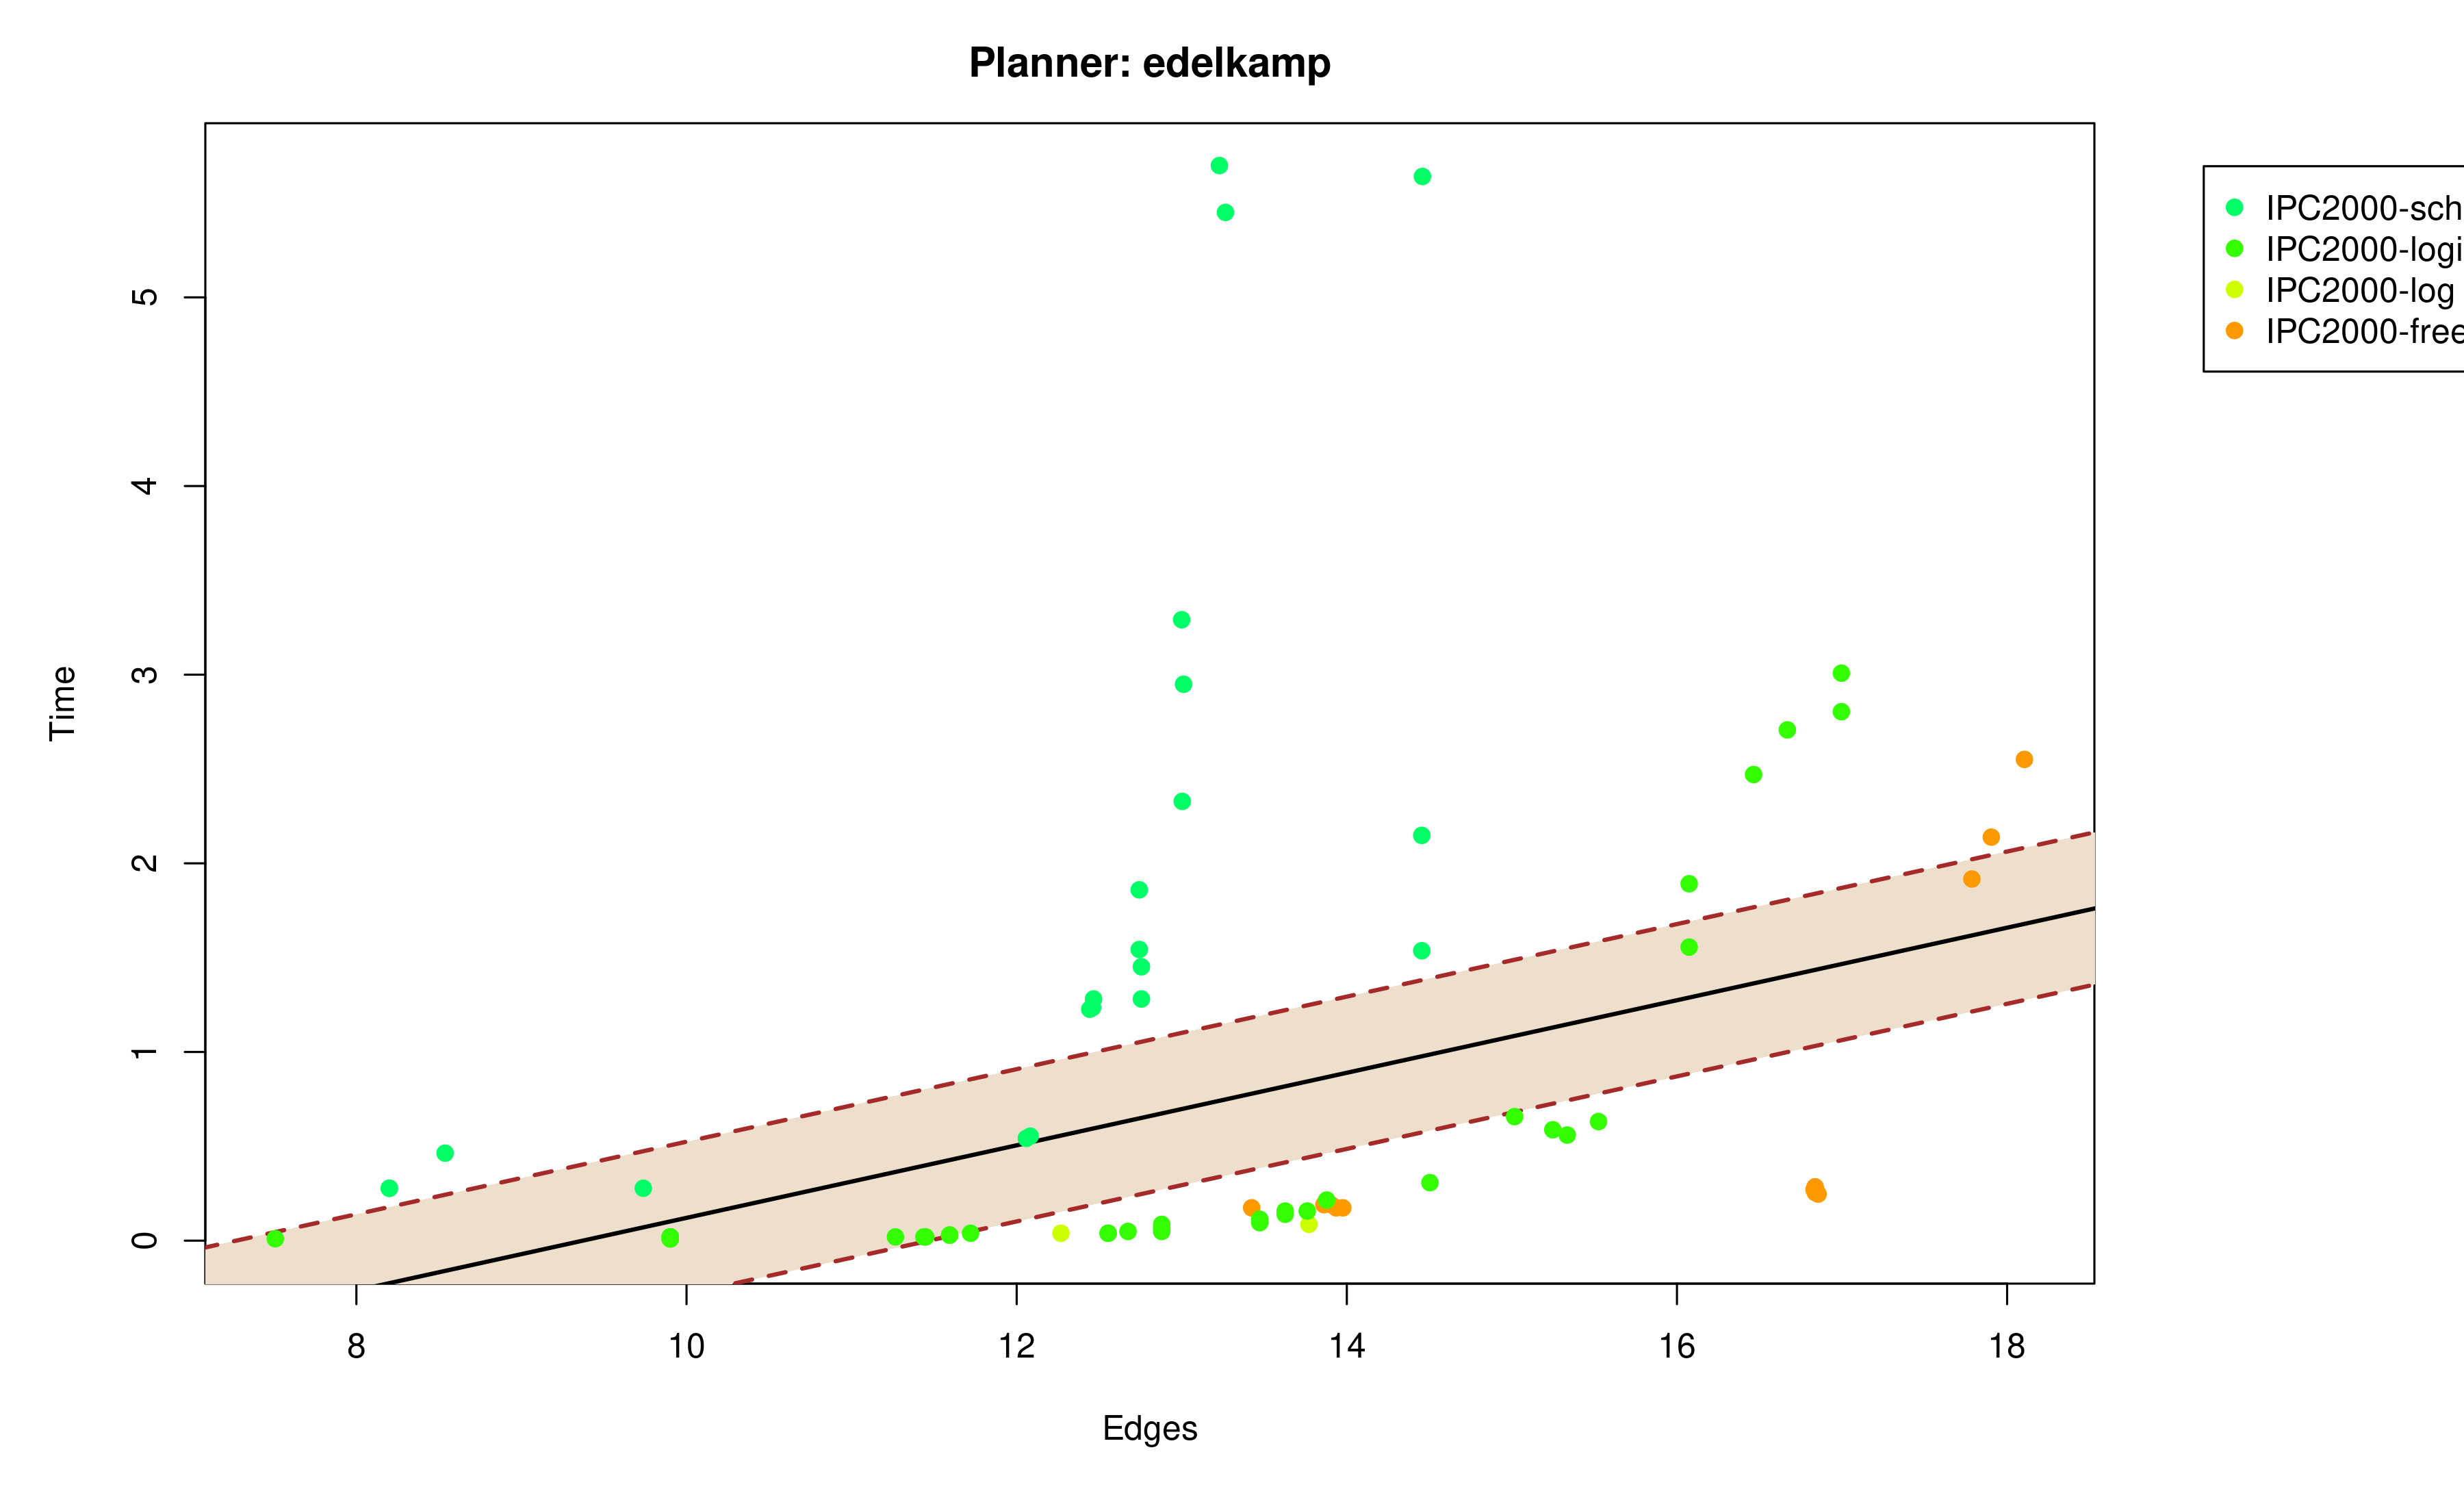 Planner: edelkamp
IPC2000-sch
IPC2000-logi
IPC2000-log
IPC2000-free
5
4
3
2
1
0
Time
8 10 12 14 16 18
Edges